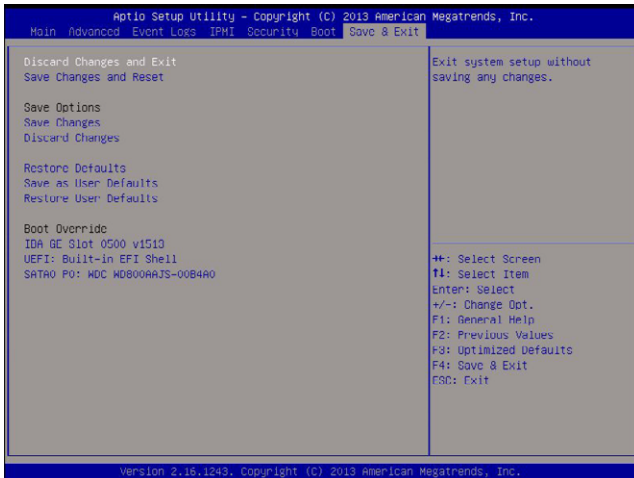 Aptio Setup Utility – Copyright (C) 2013 American Megatrends, Inc.
Main Advanced Event Logs IPMI Security Boot Save & Exit
Discard Changes and Exit
Save Changes and Reset
Save Options
Save Changes
Discard Changes
Restore Defaults
Save as User Defaults
Restore User Defaults
Boot Override
IBA GE Slot 0500 v1513
UEFI: Built-in EFI Shell
SATA0 P0: WDC WD800AAJS-00B4A0
Exit system setup without
saving any changes.
→←: Select Screen
↑↓: Select Item
Enter: Select
+/-: Change Opt.
F1: General Help
F2: Previous Values
F3: Optimized Defaults
F4: Save & Exit
ESC: Exit
Version 2.16.1243. Copyright (C) 2013 American Megatrends, Inc.